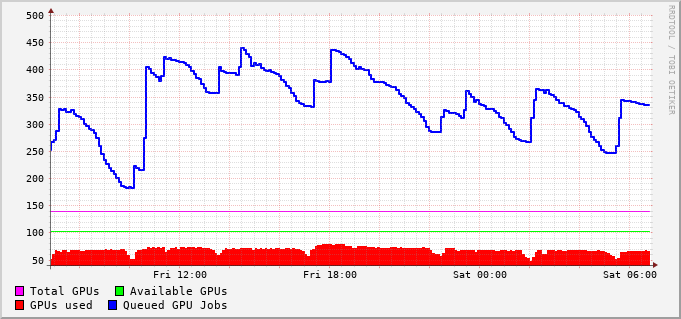 500
450
400
350
300
250
200
150
100
50
Fri 12:00 Fri 18:00 Sat 00:00 Sat 06:00
Total GPUs Available GPUs
GPUs used Queued GPU Jobs
RRDTOOL / TOBI OETIKER